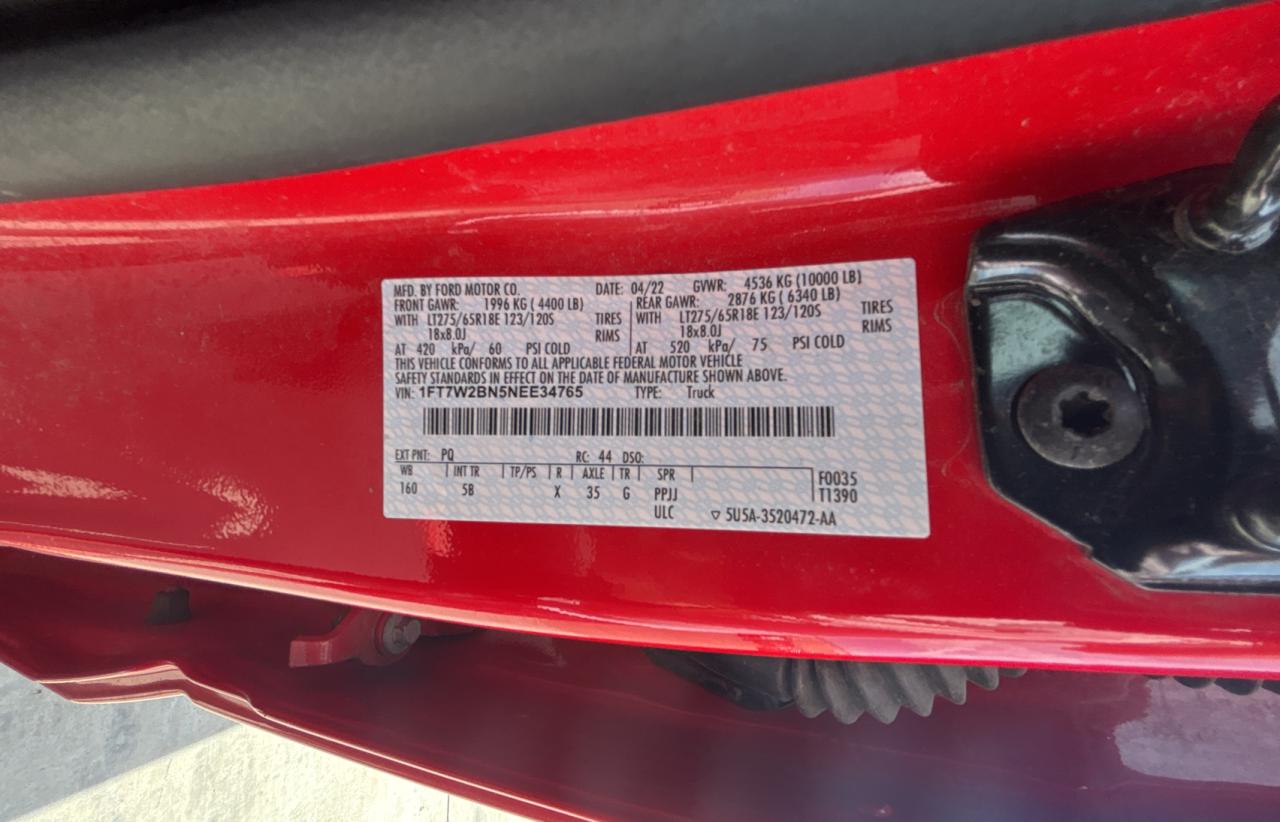 MFD. BY FORD MOTOR CO. DATE: 04/22 GVWR: 4536 KG (10000 LB)
FRONT GAWR: 1996 KG ( 4400 LB) REAR GAWR: 2876 KG ( 6340 LB)
WITH LT275/65R18E 123/120S TIRES WITH LT275/65R18E 123/120S TIRES
18x8.0J RIMS 18x8.0J RIMS
AT 420 kPa/ 60 PSI COLD AT 520 kPa/ 75 PSI COLD
THIS VEHICLE CONFORMS TO ALL APPLICABLE FEDERAL MOTOR VEHICLE
SAFETY STANDARDS IN EFFECT ON THE DATE OF MANUFACTURE SHOWN ABOVE.
VIN: 1FT7W2BN5NEE34765 TYPE: Truck
EXT PNT: PQ RC: 44 DSO:
WB INT TR TP/PS R AXLE TR SPR F0035
160 5B X 35 G PPJJ T1390
ULC ▽ 5U5A-3520472-AA